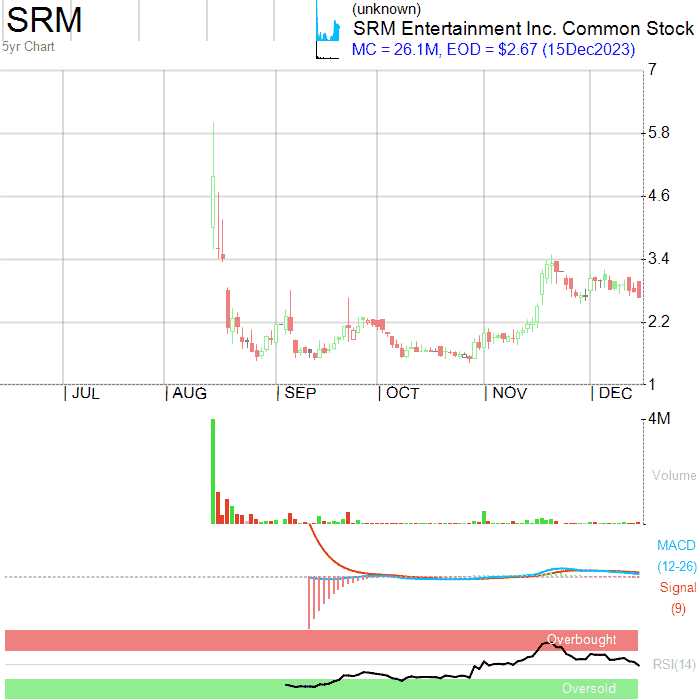 SRM
5yr Chart
(unknown)
SRM Entertainment Inc. Common Stock
MC = 26.1M, EOD = $2.67 (15Dec2023)
7
5.8
4.6
3.4
2.2
1
JUL AUG SEP OCT NOV DEC
4M
Volume
MACD
(12-26)
Signal
(9)
Overbought
RSI(14)
Oversold